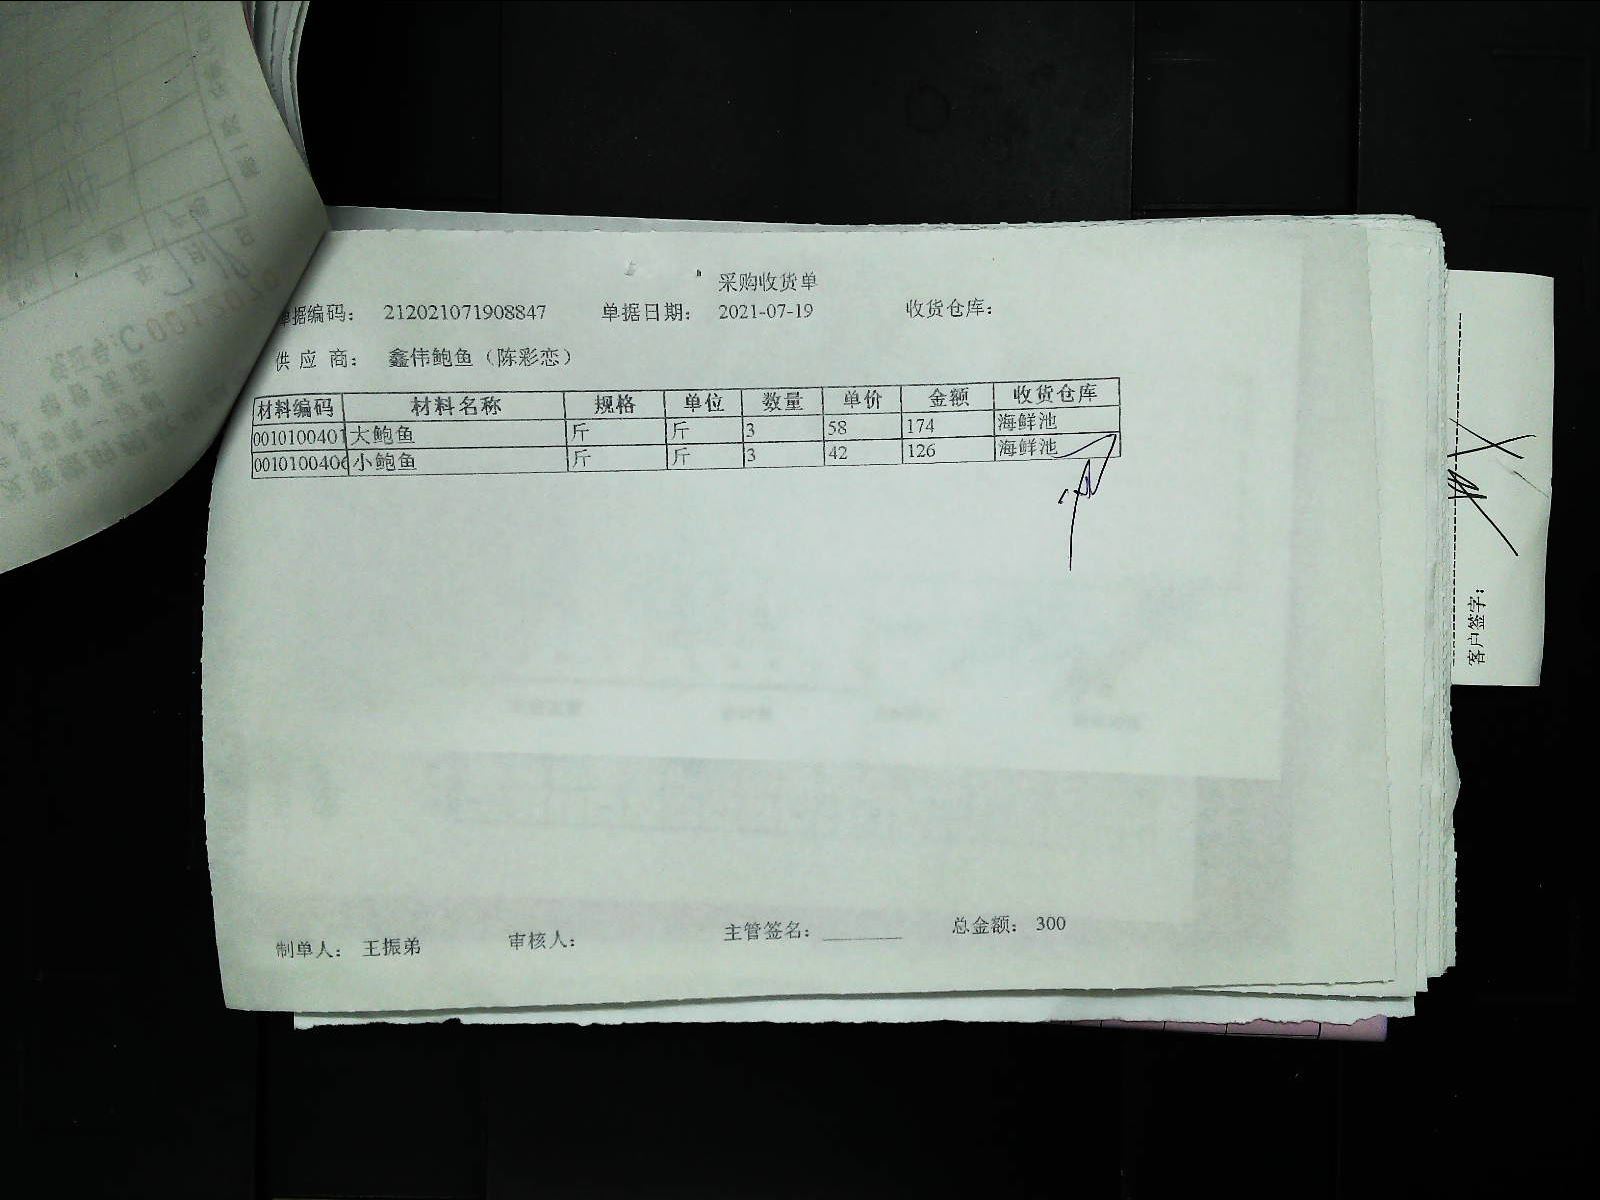 采购收货单
单据编码： 212021071908847 单据日期： 2021-07-19 收货仓库：
供应商： 鑫伟鲍鱼（陈彩恋）
材料编码 材料名称 规格 单位 数量 单价 金额 收货仓库
0010100401 大鲍鱼 斤 斤 3 58 174 海鲜池
0010100406 小鲍鱼 斤 斤 3 42 126 海鲜池
制单人： 王振弟 审核人： 主管签名：________ 总金额： 300
客户签字：